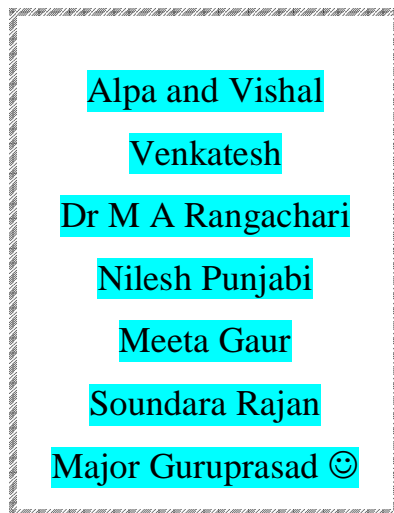 Alpa and Vishal
Venkatesh
Dr M A Rangachari
Nilesh Punjabi
Meeta Gaur
Soundara Rajan
Major Guruprasad ☺